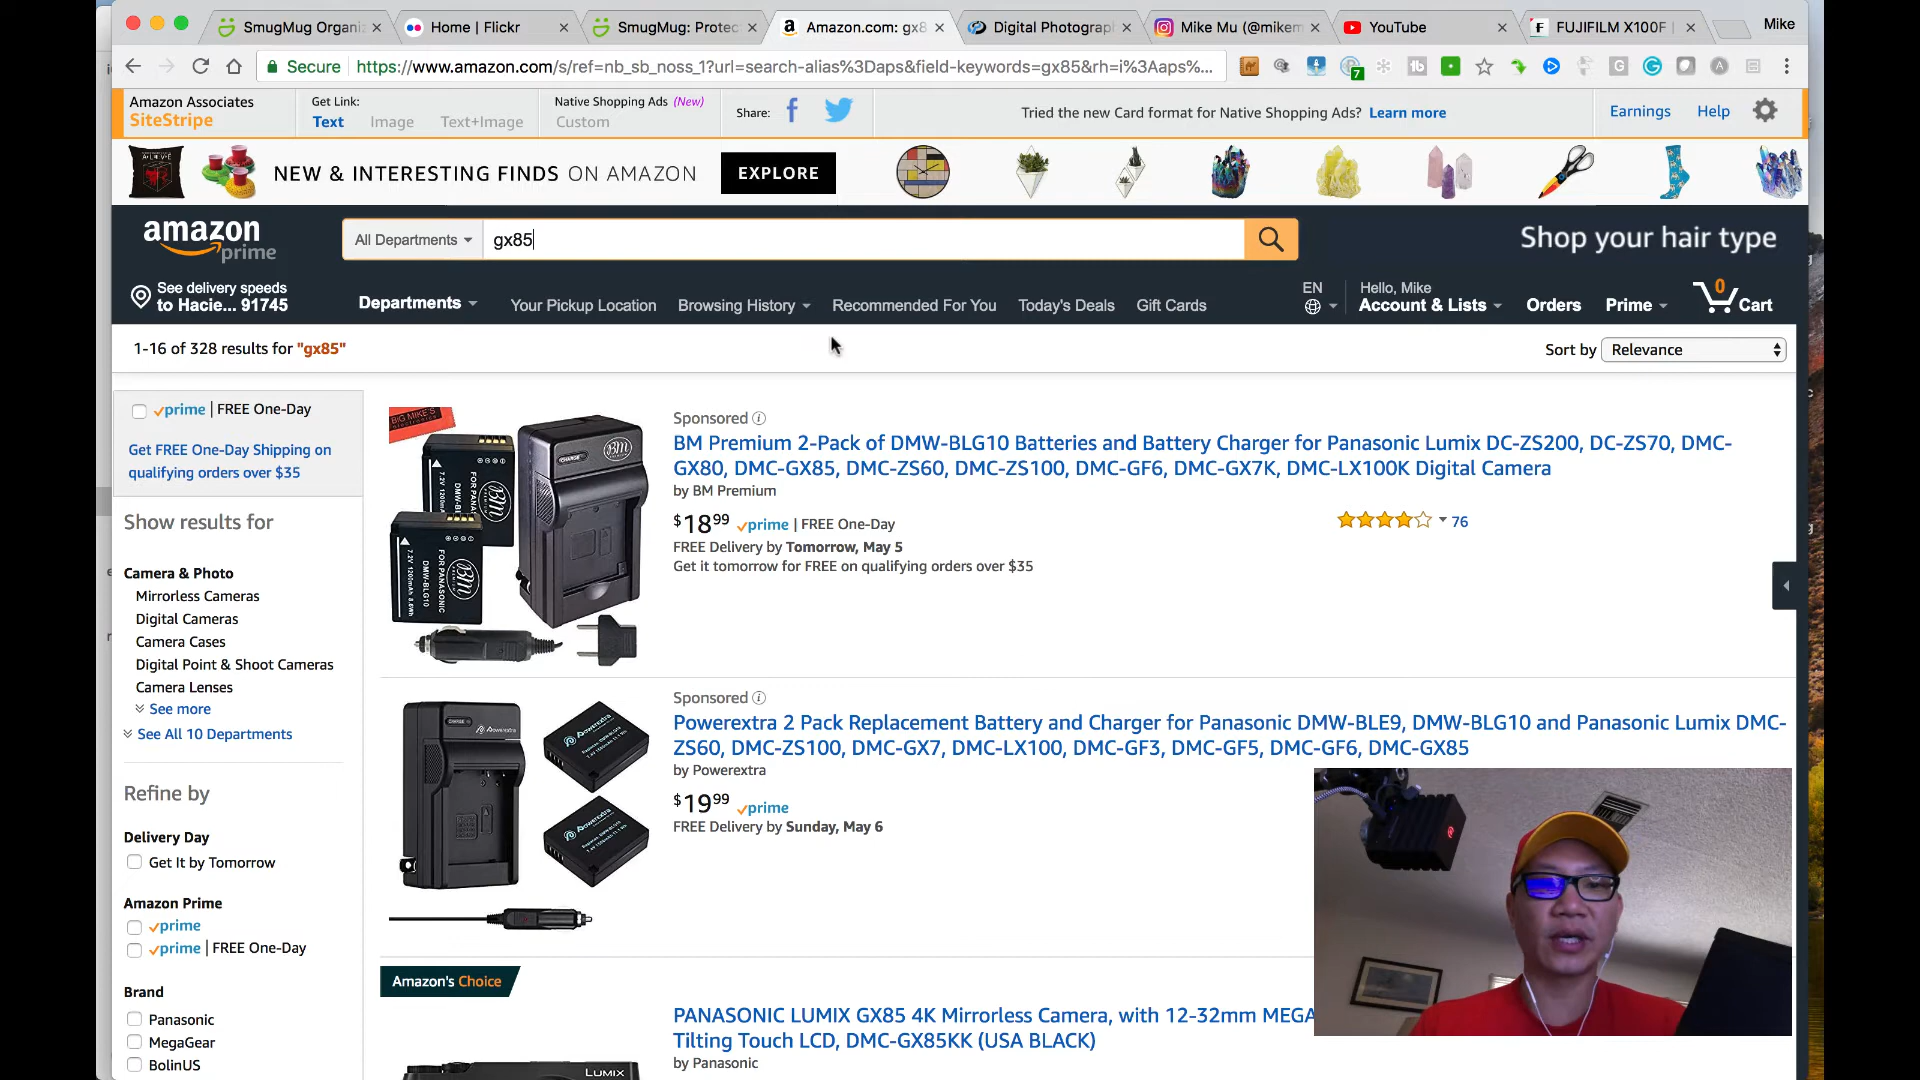 SmugMug Organi
Home | Flickr
SmugMug: Protec
Amazon.com: gx8
Digital Photograp
Mike Mu (@mikem
YouTube
FUJIFILM X100F |
Mike
Secure
https://www.amazon.com/s/ref=nb_sb_noss_1?url=search-alias%3Daps&field-keywords=gx85&rh=i%3Aaps%...
Amazon Associates
SiteStripe
Get Link:
Text
Image
Text+Image
Native Shopping Ads (New)
Custom
Share:
Tried the new Card format for Native Shopping Ads? Learn more
Earnings
Help
NEW & INTERESTING FINDS ON AMAZON
EXPLORE
amazon
prime
All Departments
gx85
Shop your hair type
See delivery speeds
to Hacie... 91745
Departments
Your Pickup Location
Browsing History
Recommended For You
Today's Deals
Gift Cards
EN
Hello, Mike
Account & Lists
Orders
Prime
0
Cart
1-16 of 328 results for "gx85"
Sort by
Relevance
prime | FREE One-Day
Get FREE One-Day Shipping on
qualifying orders over $35
Show results for
Camera & Photo
Mirrorless Cameras
Digital Cameras
Camera Cases
Digital Point & Shoot Cameras
Camera Lenses
See more
See All 10 Departments
Refine by
Delivery Day
Get It by Tomorrow
Amazon Prime
prime
prime | FREE One-Day
Brand
Panasonic
MegaGear
BolinUS
Sponsored
BM Premium 2-Pack of DMW-BLG10 Batteries and Battery Charger for Panasonic Lumix DC-ZS200, DC-ZS70, DMC-
GX80, DMC-GX85, DMC-ZS60, DMC-ZS100, DMC-GF6, DMC-GX7K, DMC-LX100K Digital Camera
by BM Premium
$18.99 prime | FREE One-Day
FREE Delivery by Tomorrow, May 5
Get it tomorrow for FREE on qualifying orders over $35
76
Sponsored
Powerextra 2 Pack Replacement Battery and Charger for Panasonic DMW-BLE9, DMW-BLG10 and Panasonic Lumix DMC-
ZS60, DMC-ZS100, DMC-GX7, DMC-LX100, DMC-GF3, DMC-GF5, DMC-GF6, DMC-GX85
by Powerextra
$19.99 prime
FREE Delivery by Sunday, May 6
Amazon's Choice
PANASONIC LUMIX GX85 4K Mirrorless Camera, with 12-32mm MEGA
Tilting Touch LCD, DMC-GX85KK (USA BLACK)
by Panasonic
LUMIX